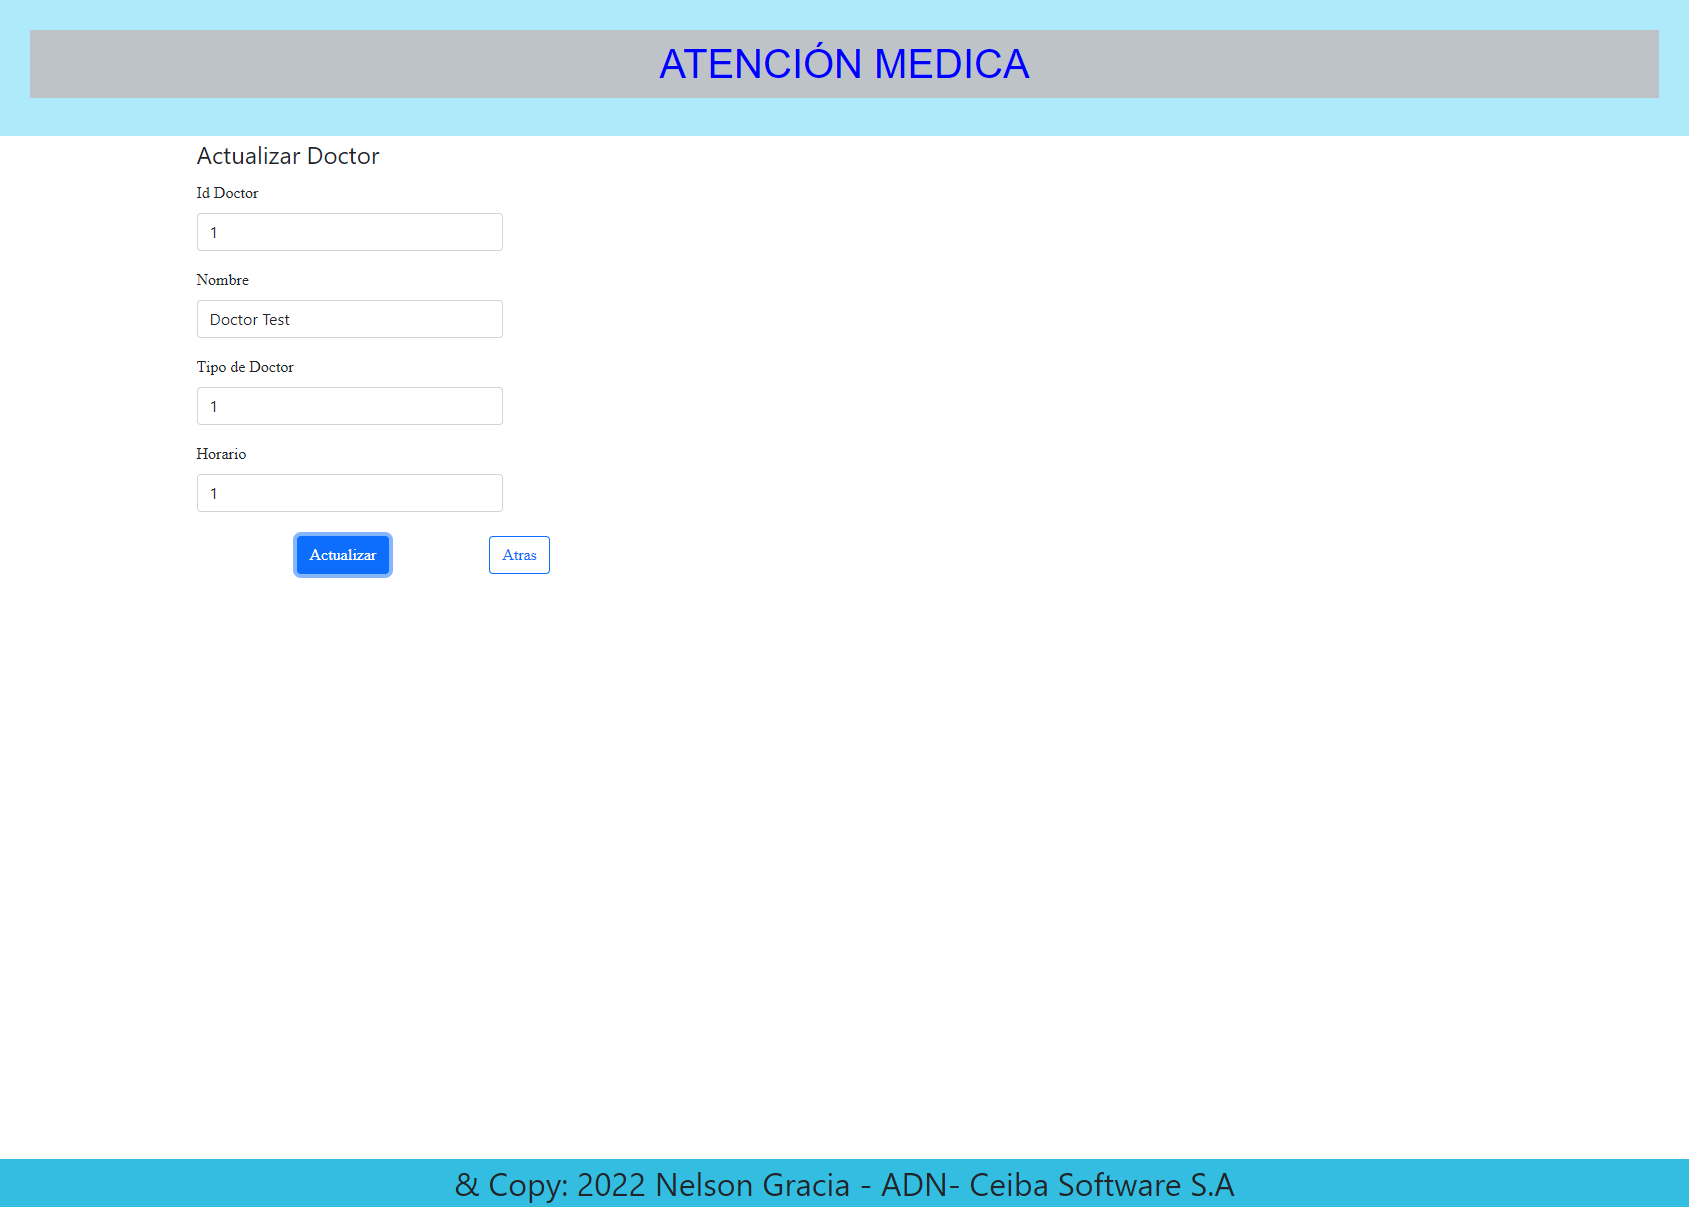 ATENCIÓN MEDICA
Actualizar Doctor
Id Doctor
1
Nombre
Doctor Test
Tipo de Doctor
1
Horario
1
Actualizar Atras
& Copy: 2022 Nelson Gracia - ADN- Ceiba Software S.A